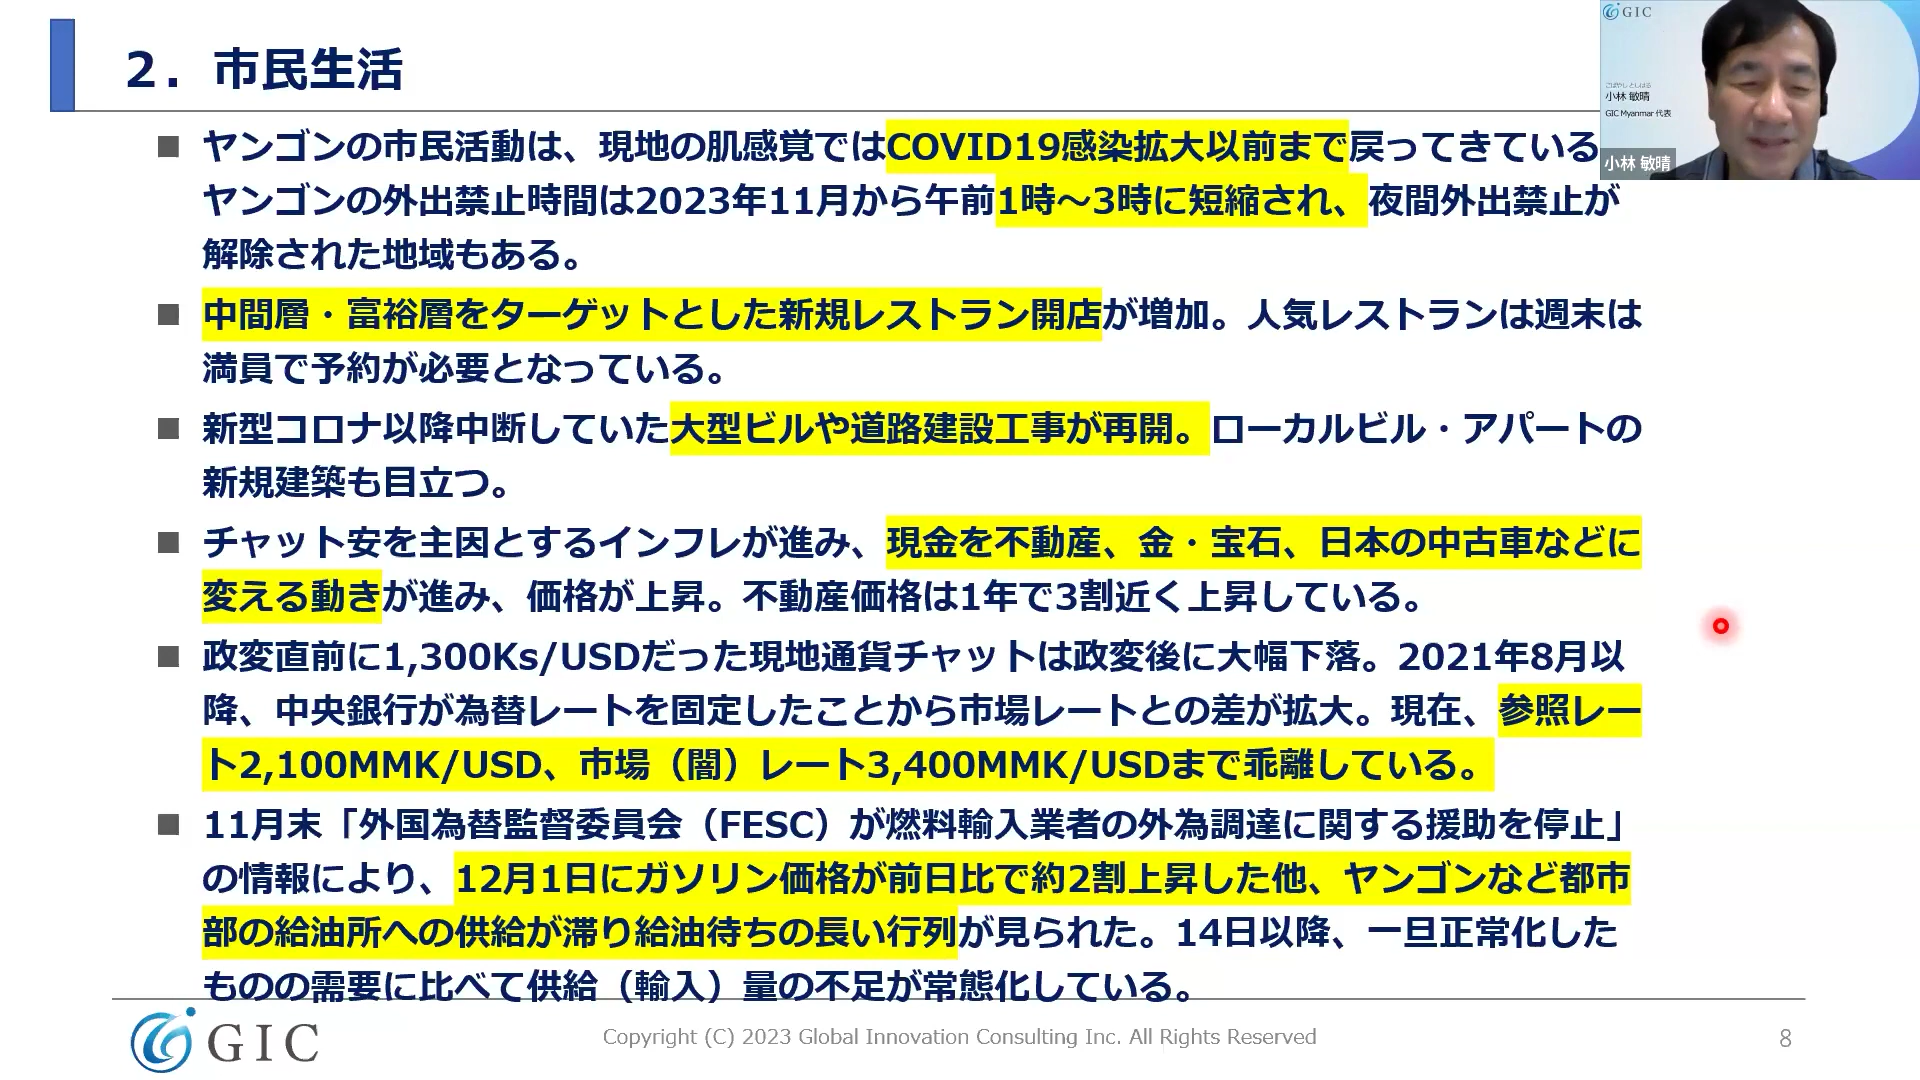 ２．市民生活
■ ヤンゴンの市民活動は、現地の肌感覚ではCOVID19感染拡大以前まで戻ってきている
ヤンゴンの外出禁止時間は2023年11月から午前1時～3時に短縮され、夜間外出禁止が
解除された地域もある。
■ 中間層・富裕層をターゲットとした新規レストラン開店が増加。人気レストランは週末は
満員で予約が必要となっている。
■ 新型コロナ以降中断していた大型ビルや道路建設工事が再開。ローカルビル・アパートの
新規建築も目立つ。
■ チャット安を主因とするインフレが進み、現金を不動産、金・宝石、日本の中古車などに
変える動きが進み、価格が上昇。不動産価格は1年で3割近く上昇している。
■ 政変直前に1,300Ks/USDだった現地通貨チャットは政変後に大幅下落。2021年8月以
降、中央銀行が為替レートを固定したことから市場レートとの差が拡大。現在、参照レー
ト2,100MMK/USD、市場（闇）レート3,400MMK/USDまで乖離している。
■ 11月末「外国為替監督委員会（FESC）が燃料輸入業者の外為調達に関する援助を停止」
の情報により、12月1日にガソリン価格が前日比で約2割上昇した他、ヤンゴンなど都市
部の給油所への供給が滞り給油待ちの長い行列が見られた。14日以降、一旦正常化した
ものの需要に比べて供給（輸入）量の不足が常態化している。
GIC
Copyright (C) 2023 Global Innovation Consulting Inc. All Rights Reserved
8
GIC
こばやし としはる
小林 敏晴
GIC Myanmar 代表
小林 敏晴